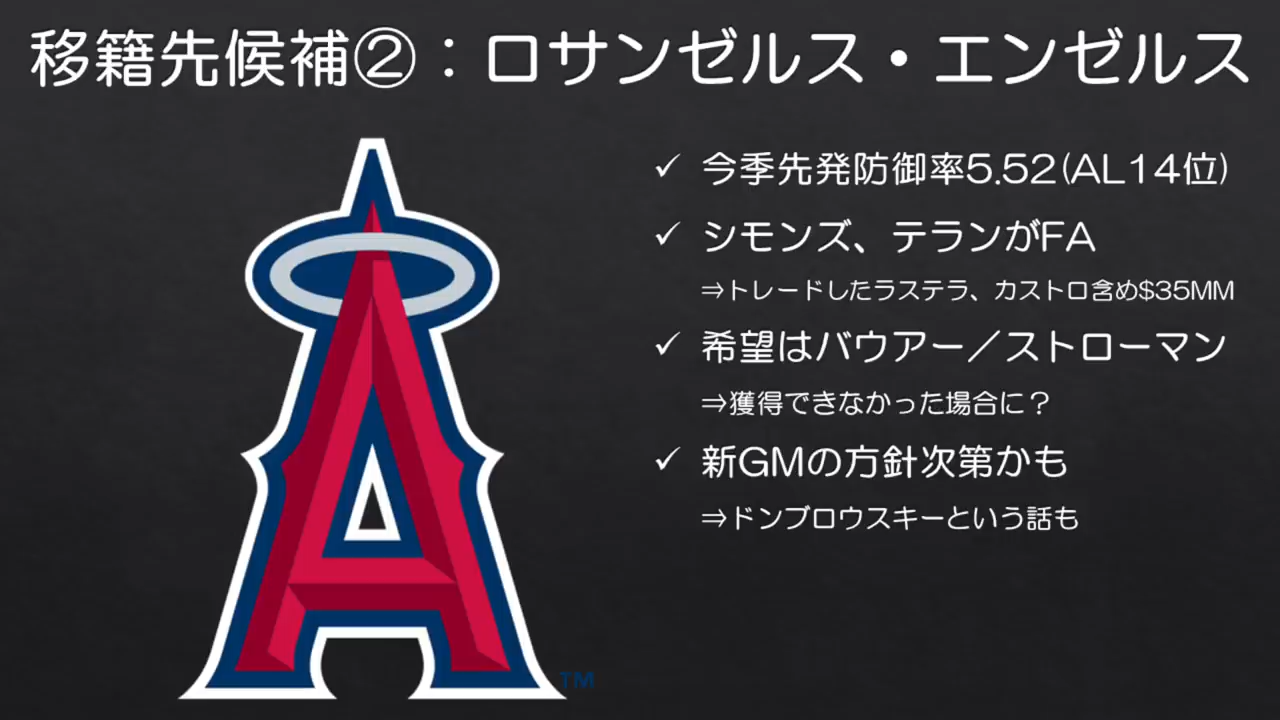 移籍先候補②：ロサンゼルス・エンゼルス
✓ 今季先発防御率5.52(AL14位)
✓ シモンズ、テランがFA
⇒トレードしたラステラ、カストロ含め$35MM
✓ 希望はバウアー／ストローマン
⇒獲得できなかった場合に？
✓ 新GMの方針次第かも
⇒ドンブロウスキーという話も
A
TM